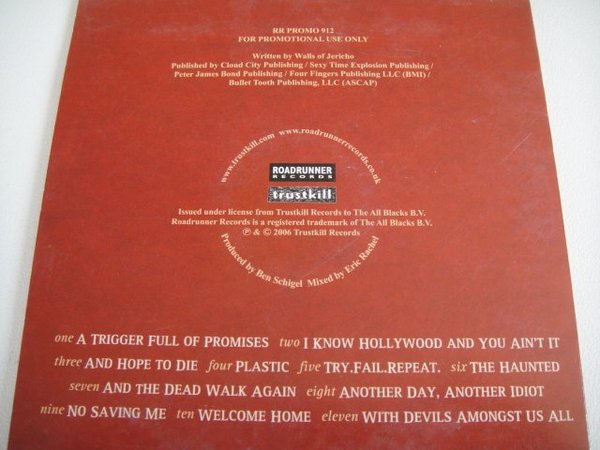 RR PROMO 912
FOR PROMOTIONAL USE ONLY
Written by Walls of Jericho
Published by Cloud City Publishing / Sexy Time Explosion Publishing /
Peter James Bond Publishing / Four Fingers Publishing LLC (BMI) /
Bullet Tooth Publishing, LLC (ASCAP)
www.trustkill.com www.roadrunnerrecords.co.uk
ROADRUNNER
RECORDS
trustkill
Issued under license from Trustkill Records to The All Blacks B.V.
Roadrunner Records is a registered trademark of The All Blacks B.V.
℗ & © 2006 Trustkill Records
Produced by Ben Schigel Mixed by Eric Rachel
one A TRIGGER FULL OF PROMISES two I KNOW HOLLYWOOD AND YOU AIN'T IT
three AND HOPE TO DIE four PLASTIC five TRY.FAIL.REPEAT. six THE HAUNTED
seven AND THE DEAD WALK AGAIN eight ANOTHER DAY, ANOTHER IDIOT
nine NO SAVING ME ten WELCOME HOME eleven WITH DEVILS AMONGST US ALL